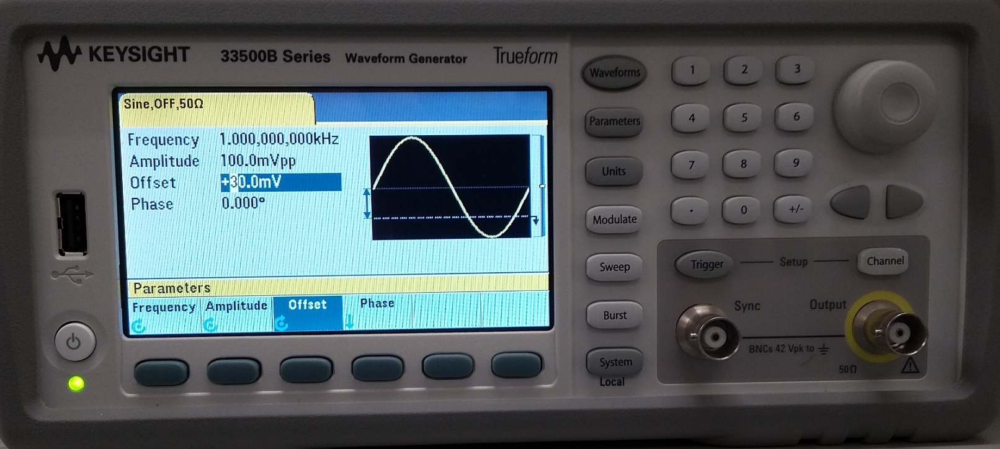 KEYSIGHT 33500B Series Waveform Generator Trueform
Sine,OFF,50Ω
Frequency 1.000,000,000kHz
Amplitude 100.0mVpp
Offset +30.0mV
Phase 0.000°
Parameters
Frequency Amplitude Offset Phase
Waveforms
Parameters
Units
Modulate
Sweep
Burst
System
Local
1 2 3
4 5 6
7 8 9
. 0 +/-
Trigger Setup Channel
Sync Output
BNCs 42 Vpk to
50Ω